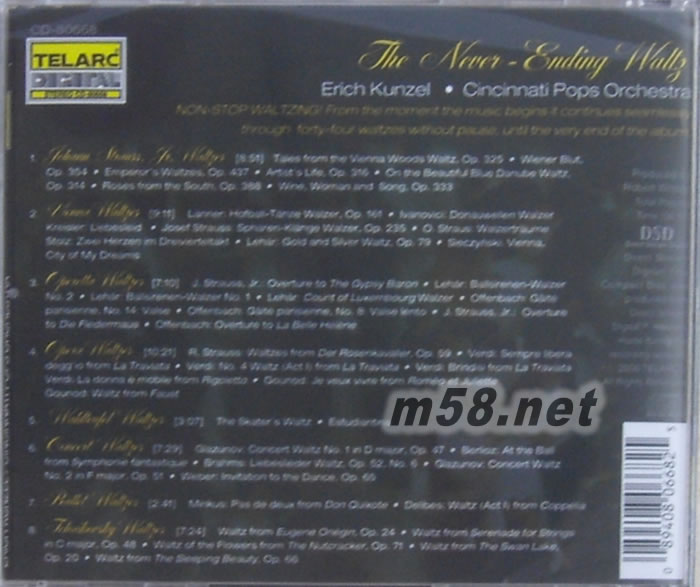 CD-80658
TELARC
DIGITAL
The Never-Ending Waltz
Erich Kunzel • Cincinnati Pops Orchestra
NON-STOP WALTZING! From the moment the music begins it continues seamlessly
through forty-four waltzes without pause, until the very end of the album.
1. Johann Strauss, Jr. Waltzes [8:51] Tales from the Vienna Woods Waltz, Op. 325 • Wiener Blut,
Op. 354 • Emperor's Waltzes, Op. 437 • Artist's Life, Op. 316 • On the Beautiful Blue Danube Waltz,
Op. 314 • Roses from the South, Op. 388 • Wine, Woman and Song, Op. 333
2. Vienna Waltzes [9:11] Lanner: Hofball-Tänze Walzer, Op. 161 • Ivanovici: Donauwellen Walzer
Kreisler: Liebesleid • Josef Strauss: Sphären-Klänge Walzer, Op. 235 • O. Straus: Walzerträume
Stolz: Zwei Herzen im Dreivierteltakt • Lehár: Gold and Silver Waltz, Op. 79 • Sieczyński: Vienna,
City of My Dreams
3. Operetta Waltzes [7:10] J. Strauss, Jr.: Overture to The Gypsy Baron • Lehár: Ballsirenen-Walzer
No. 2 • Lehár: Ballsirenen-Walzer No. 1 • Lehár: Count of Luxembourg Walzer • Offenbach: Gaîté
parisienne, No. 14: Valse • Offenbach: Gaîté parisienne, No. 8: Valse lento • J. Strauss, Jr.: Overture
to Die Fledermaus • Offenbach: Overture to La Belle Hélène
4. Opera Waltzes [10:21] R. Strauss: Waltzes from Der Rosenkavalier, Op. 59 • Verdi: Sempre libera
degg'io from La Traviata • Verdi: No. 4 Waltz (Act I) from La Traviata • Verdi: Brindisi from La Traviata
Verdi: La donna è mobile from Rigoletto • Gounod: Je veux vivre from Roméo
Gounod: Waltz from Faust
5. Waldteufel Waltzes [3:07] The Skater's Waltz • Estudiantina
m58.net
6. Concert Waltzes [7:29] Glazunov: Concert Waltz No. 1 in D major, Op. 47 • Berlioz: At the Ball
from Symphonie fantastique • Brahms: Liebeslieder Waltz, Op. 52, No. 6 • Glazunov: Concert Waltz
No. 2 in F major, Op. 51 • Weber: Invitation to the Dance, Op. 65
7. Ballet Waltzes [2:41] Minkus: Pas de deux from Don Quixote • Delibes: Waltz (Act I) from Coppélia
8. Tchaikovsky Waltzes [7:24] Waltz from Eugene Onegin, Op. 24 • Waltz from Serenade for Strings
in C major, Op. 48 • Waltz of the Flowers from The Nutcracker, Op. 71 • Waltz from The Swan Lake,
Op. 20 • Waltz from The Sleeping Beauty, Op. 66
DSD
0 89408 06682 5